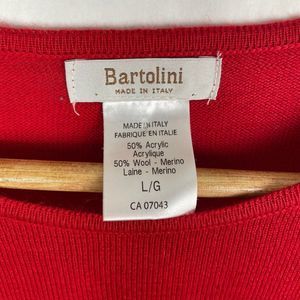 Bartolini
MADE IN ITALY
MADE IN ITALY
FABRIQUE EN ITALIE
50% Acrylic
Acrylique
50% Wool - Merino
Laine - Merino
L/G
CA 07043